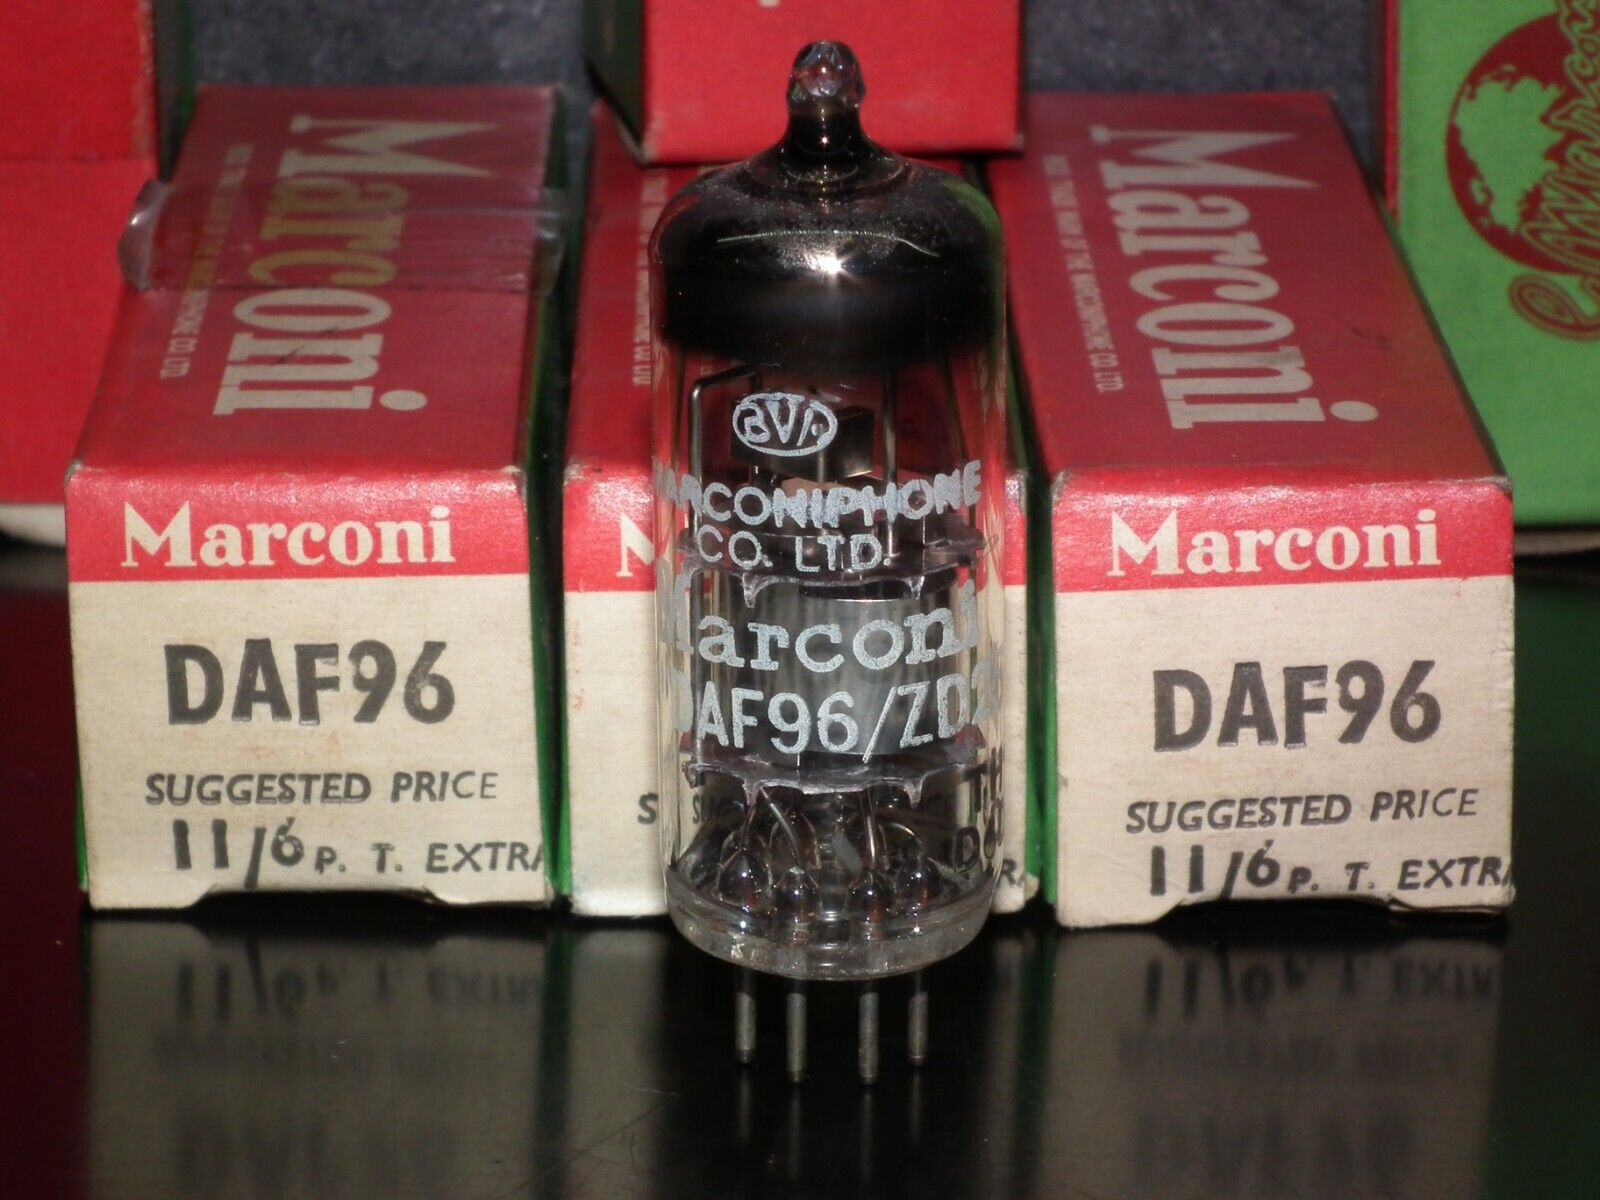 Marconi
Marconi
DAF96
SUGGESTED PRICE
11/6 P. T. EXTRA
BVA
MARCONIPHONE
CO. LTD.
Marconi
DAF96/ZD2
Marconi
Marconi
DAF96
SUGGESTED PRICE
11/6 P. T. EXTRA
Marconi